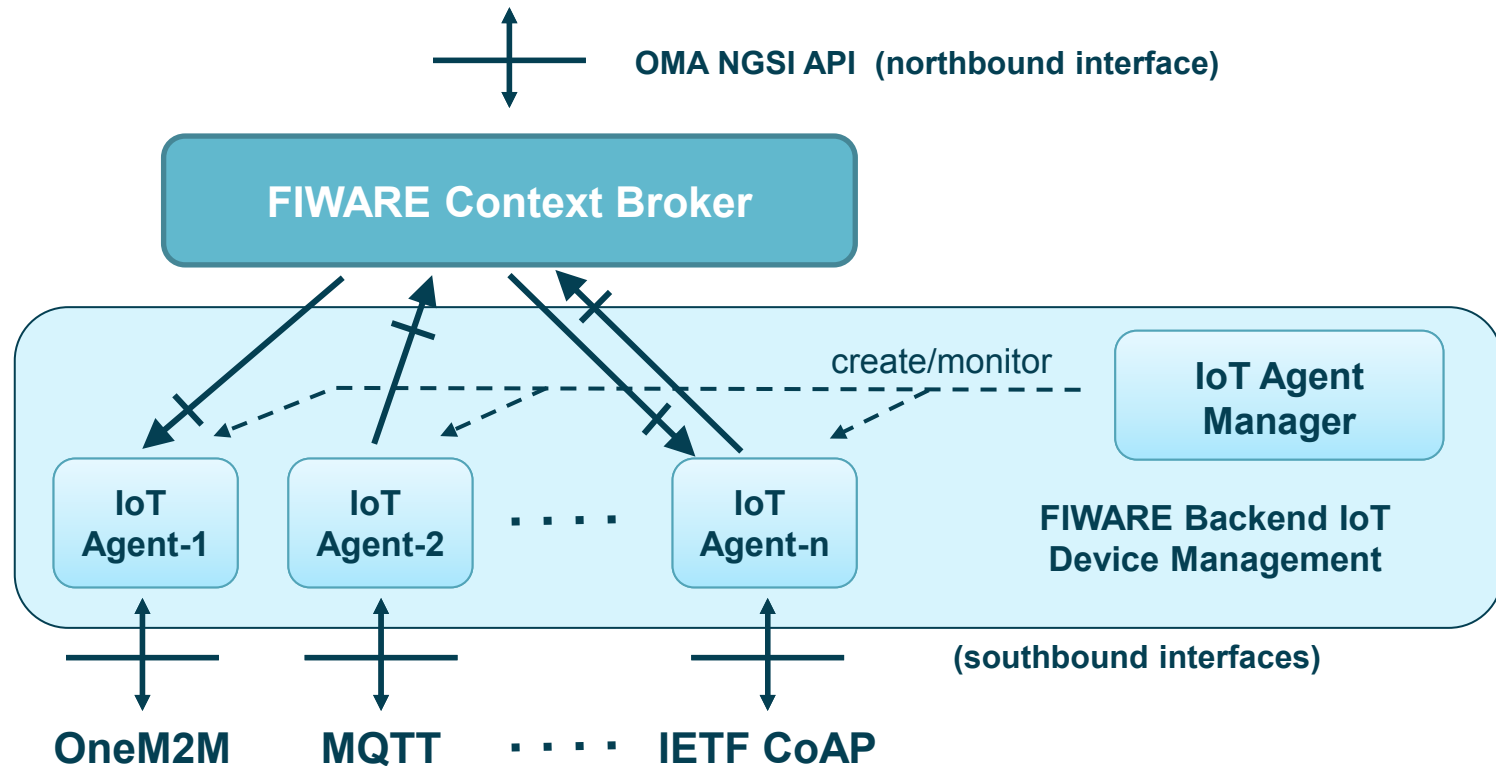 OMA NGSI API (northbound interface)
FIWARE Context Broker
create/monitor
IoT Agent
Manager
IoT
Agent-1
IoT
Agent-2
. . . .
IoT
Agent-n
FIWARE Backend IoT
Device Management
(southbound interfaces)
OneM2M
MQTT
. . . .
IETF CoAP